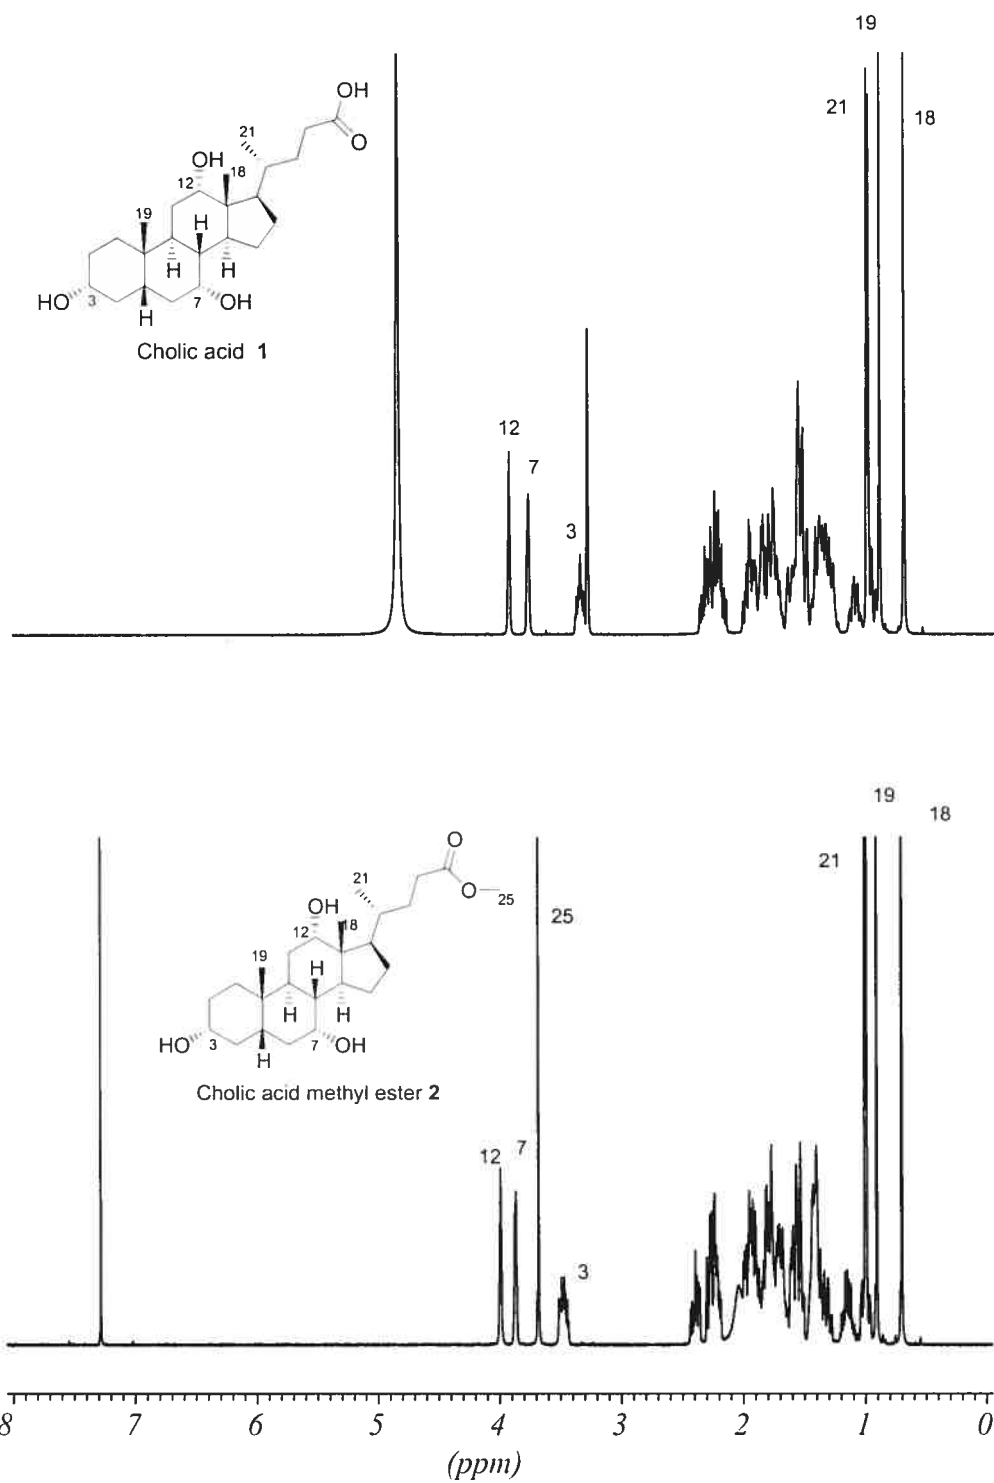 19
21
18
OH
O
21
OH
12
18
19
H
H
H
HO
3
H
7
OH
Cholic acid 1
12
7
3
19
18
21
25
O
O
25
21
OH
12
18
19
H
H
H
HO
3
H
7
OH
Cholic acid methyl ester 2
12
7
3
8 7 6 5 4 3 2 1 0
(ppm)